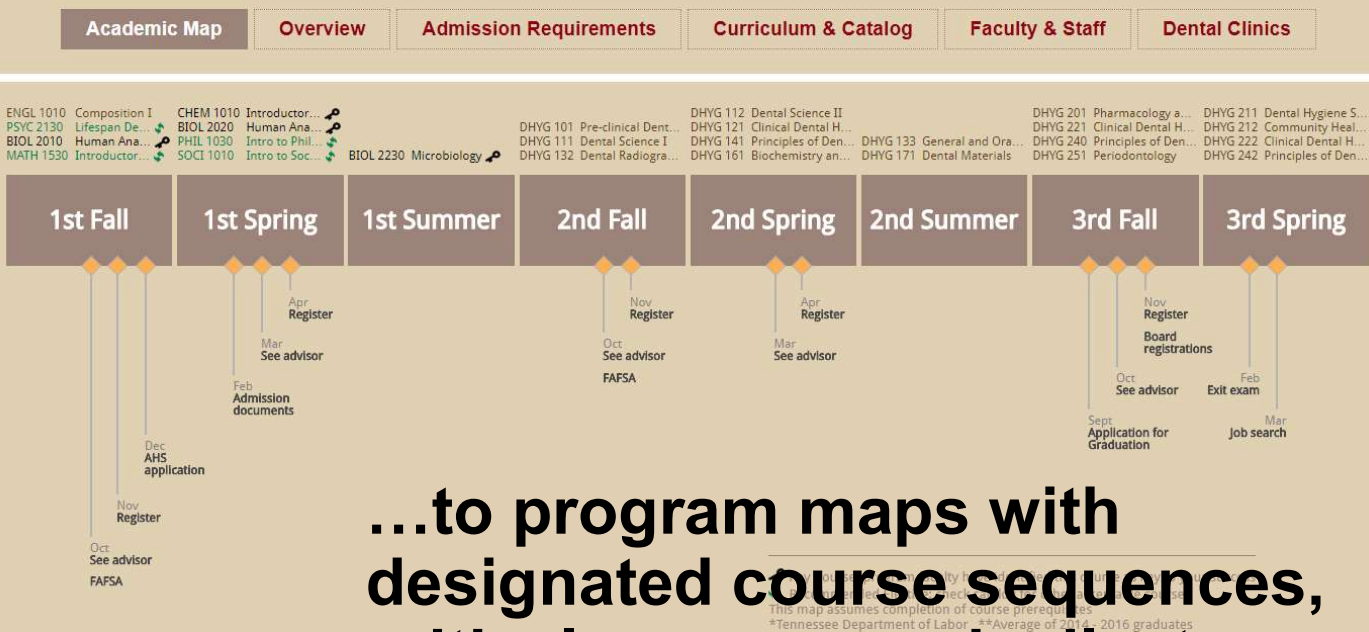 Academic Map Overview Admission Requirements Curriculum & Catalog Faculty & Staff Dental Clinics
ENGL 1010 Composition I
PSYC 2130 Lifespan De...
BIOL 2010 Human Ana...
MATH 1530 Introductor...
CHEM 1010 Introductor...
BIOL 2020 Human Ana...
PHIL 1030 Intro to Phil...
SOCI 1010 Intro to Soc...
BIOL 2230 Microbiology
DHYG 101 Pre-clinical Dent...
DHYG 111 Dental Science I
DHYG 132 Dental Radiogra...
DHYG 112 Dental Science II
DHYG 121 Clinical Dental H...
DHYG 141 Principles of Den...
DHYG 161 Biochemistry an...
DHYG 133 General and Ora...
DHYG 171 Dental Materials
DHYG 201 Pharmacology a...
DHYG 221 Clinical Dental H...
DHYG 240 Principles of Den...
DHYG 251 Periodontology
DHYG 211 Dental Hygiene S...
DHYG 212 Community Heal...
DHYG 222 Clinical Dental H...
DHYG 242 Principles of Den...
1st Fall 1st Spring 1st Summer 2nd Fall 2nd Spring 2nd Summer 3rd Fall 3rd Spring
Oct
See advisor
FAFSA
Nov
Register
Dec
AHS
application
Feb
Admission
documents
Mar
See advisor
Apr
Register
Oct
See advisor
FAFSA
Nov
Register
Mar
See advisor
Apr
Register
Sept
Application for
Graduation
Oct
See advisor
Nov
Register
Board
registrations
Feb
Exit exam
Mar
Job search
…to program maps with
designated course sequences,
This map assumes completion of course prerequisites
*Tennessee Department of Labor **Average of 2014 - 2016 graduates